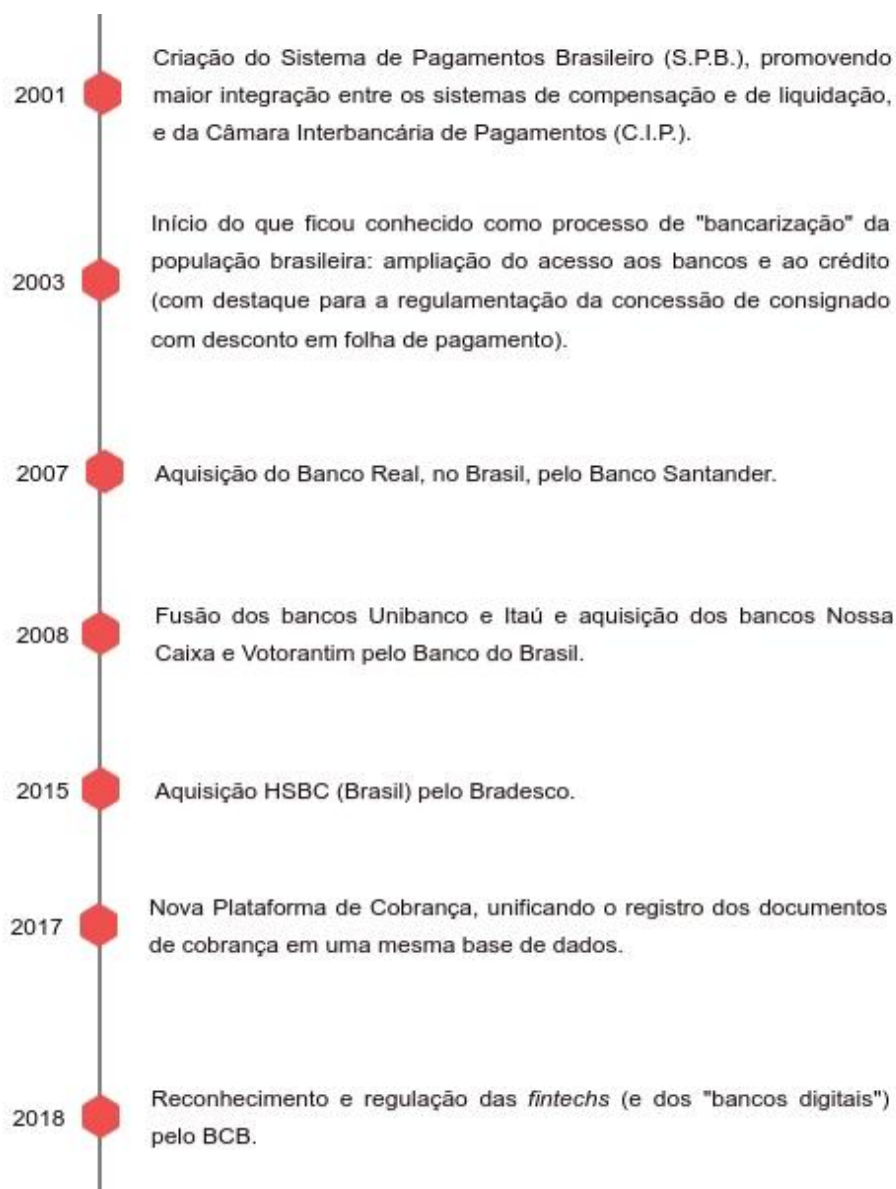 Criação do Sistema de Pagamentos Brasileiro (S.P.B.), promovendo
2001 maior integração entre os sistemas de compensação e de liquidação,
e da Câmara Interbancária de Pagamentos (C.I.P.).
Início do que ficou conhecido como processo de "bancarização" da
população brasileira: ampliação do acesso aos bancos e ao crédito
2003
(com destaque para a regulamentação da concessão de consignado
com desconto em folha de pagamento).
2007 Aquisição do Banco Real, no Brasil, pelo Banco Santander.
Fusão dos bancos Unibanco e Itaú e aquisição dos bancos Nossa
2008
Caixa e Votorantim pelo Banco do Brasil.
2015 Aquisição HSBC (Brasil) pelo Bradesco.
Nova Plataforma de Cobrança, unificando o registro dos documentos
2017
de cobrança em uma mesma base de dados.
Reconhecimento e regulação das fintechs (e dos "bancos digitais")
2018
pelo BCB.